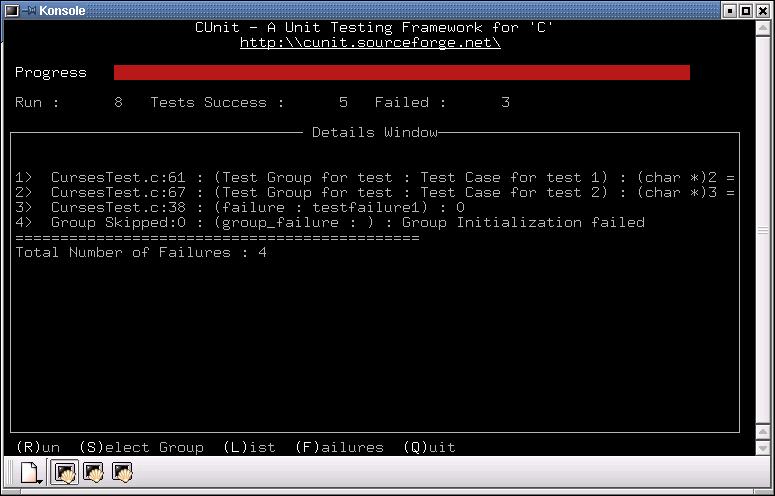 Konsole
CUnit - A Unit Testing Framework for 'C'
http:\\cunit.sourceforge.net\
Progress
Run : 8 Tests Success : 5 Failed : 3
Details Window
1> CursesTest.c:61 : (Test Group for test : Test Case for test 1) : (char *)2 =
2> CursesTest.c:67 : (Test Group for test : Test Case for test 2) : (char *)3 =
3> CursesTest.c:38 : (failure : testfailure1) : 0
4> Group Skipped:0 : (group_failure : ) : Group Initialization failed
=============================================
Total Number of Failures : 4
(R)un (S)elect Group (L)ist (F)ailures (Q)uit